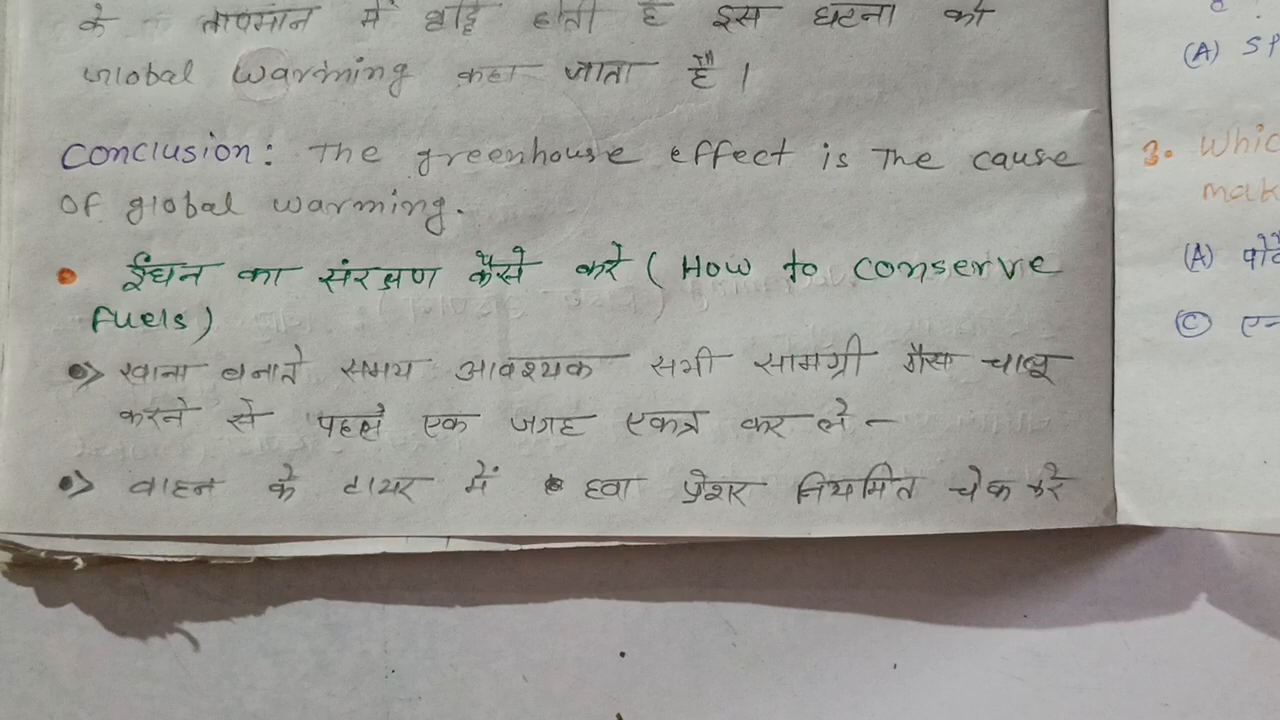 के तापमान में वृद्धि होती है इस घटना को
Global Warming कहा जाता है।
Conclusion: The greenhouse effect is The cause
of global warming.
• ईंधन का संरक्षण कैसे करे (How to conserve
Fuels)
खाना बनाते समय आवश्यक सभी सामग्री गैस चालू
करने से पहले एक जगह एकत्र कर ले -
वाहन के टायर में हवा प्रेशर नियमित चेक करे
(A) SP
3. Whic
mak
(A)
(C) एन